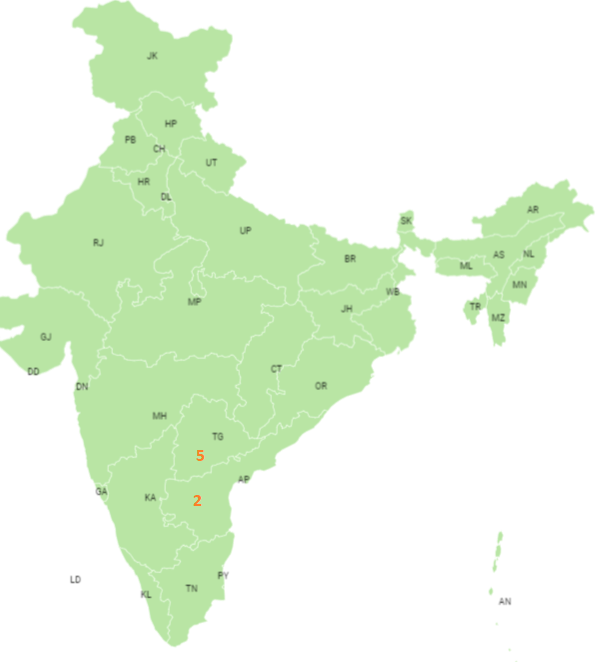 JK
HP
PB
CH
UT
HR
DL
SK
AR
RJ
UP
BR
ML
AS
NL
MN
WB
MP
TR
JH
MZ
GJ
DD
DN
CT
OR
MH
TG
5
AP
GA
KA
2
LD
KL
TN
PY
AN